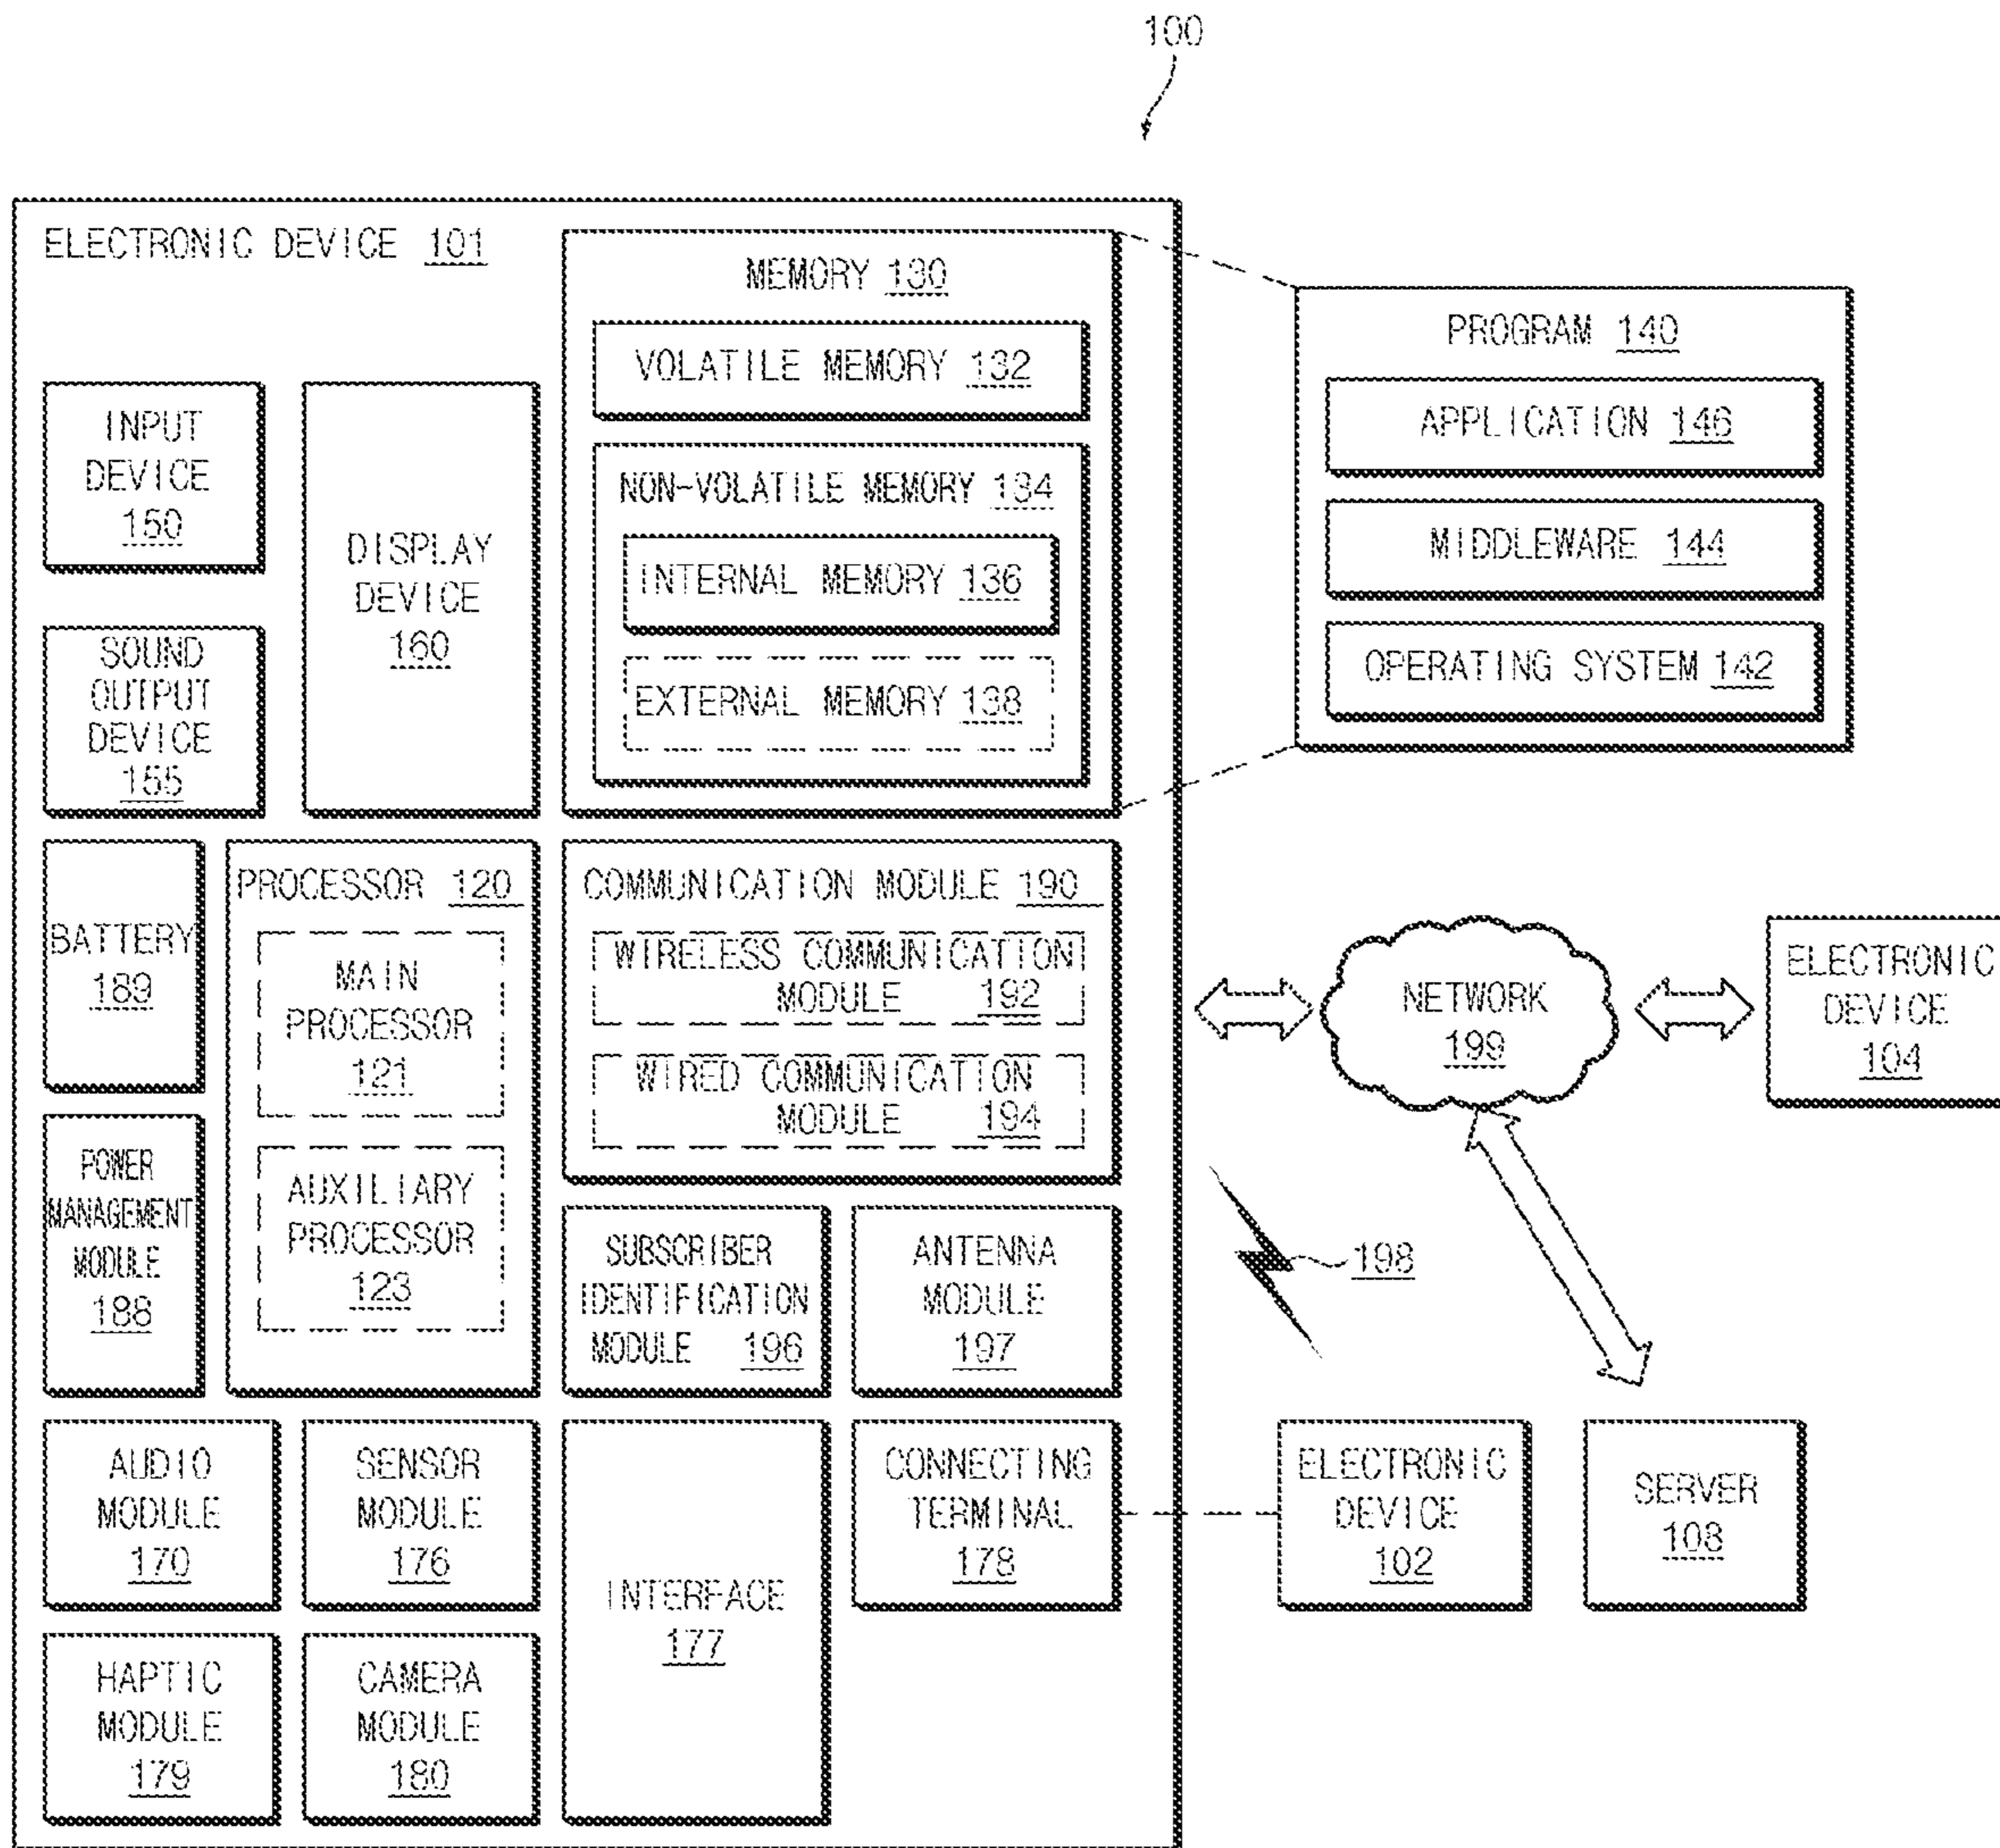 100
ELECTRONIC DEVICE 101
MEMORY 130
VOLATILE MEMORY 132
NON-VOLATILE MEMORY 134
INTERNAL MEMORY 136
EXTERNAL MEMORY 138
PROGRAM 140
APPLICATION 146
MIDDLEWARE 144
OPERATING SYSTEM 142
INPUT
DEVICE
150
DISPLAY
DEVICE
160
SOUND
OUTPUT
DEVICE
155
BATTERY
189
PROCESSOR 120
MAIN
PROCESSOR
121
AUXILIARY
PROCESSOR
123
POWER
MANAGEMENT
MODULE
188
COMMUNICATION MODULE 190
WIRELESS COMMUNICATION
MODULE 192
WIRED COMMUNICATION
MODULE 194
SUBSCRIBER
IDENTIFICATION
MODULE 196
ANTENNA
MODULE
197
NETWORK
199
ELECTRONIC
DEVICE
104
198
AUDIO
MODULE
170
SENSOR
MODULE
176
INTERFACE
177
CONNECTING
TERMINAL
178
ELECTRONIC
DEVICE
102
SERVER
108
HAPTIC
MODULE
179
CAMERA
MODULE
180